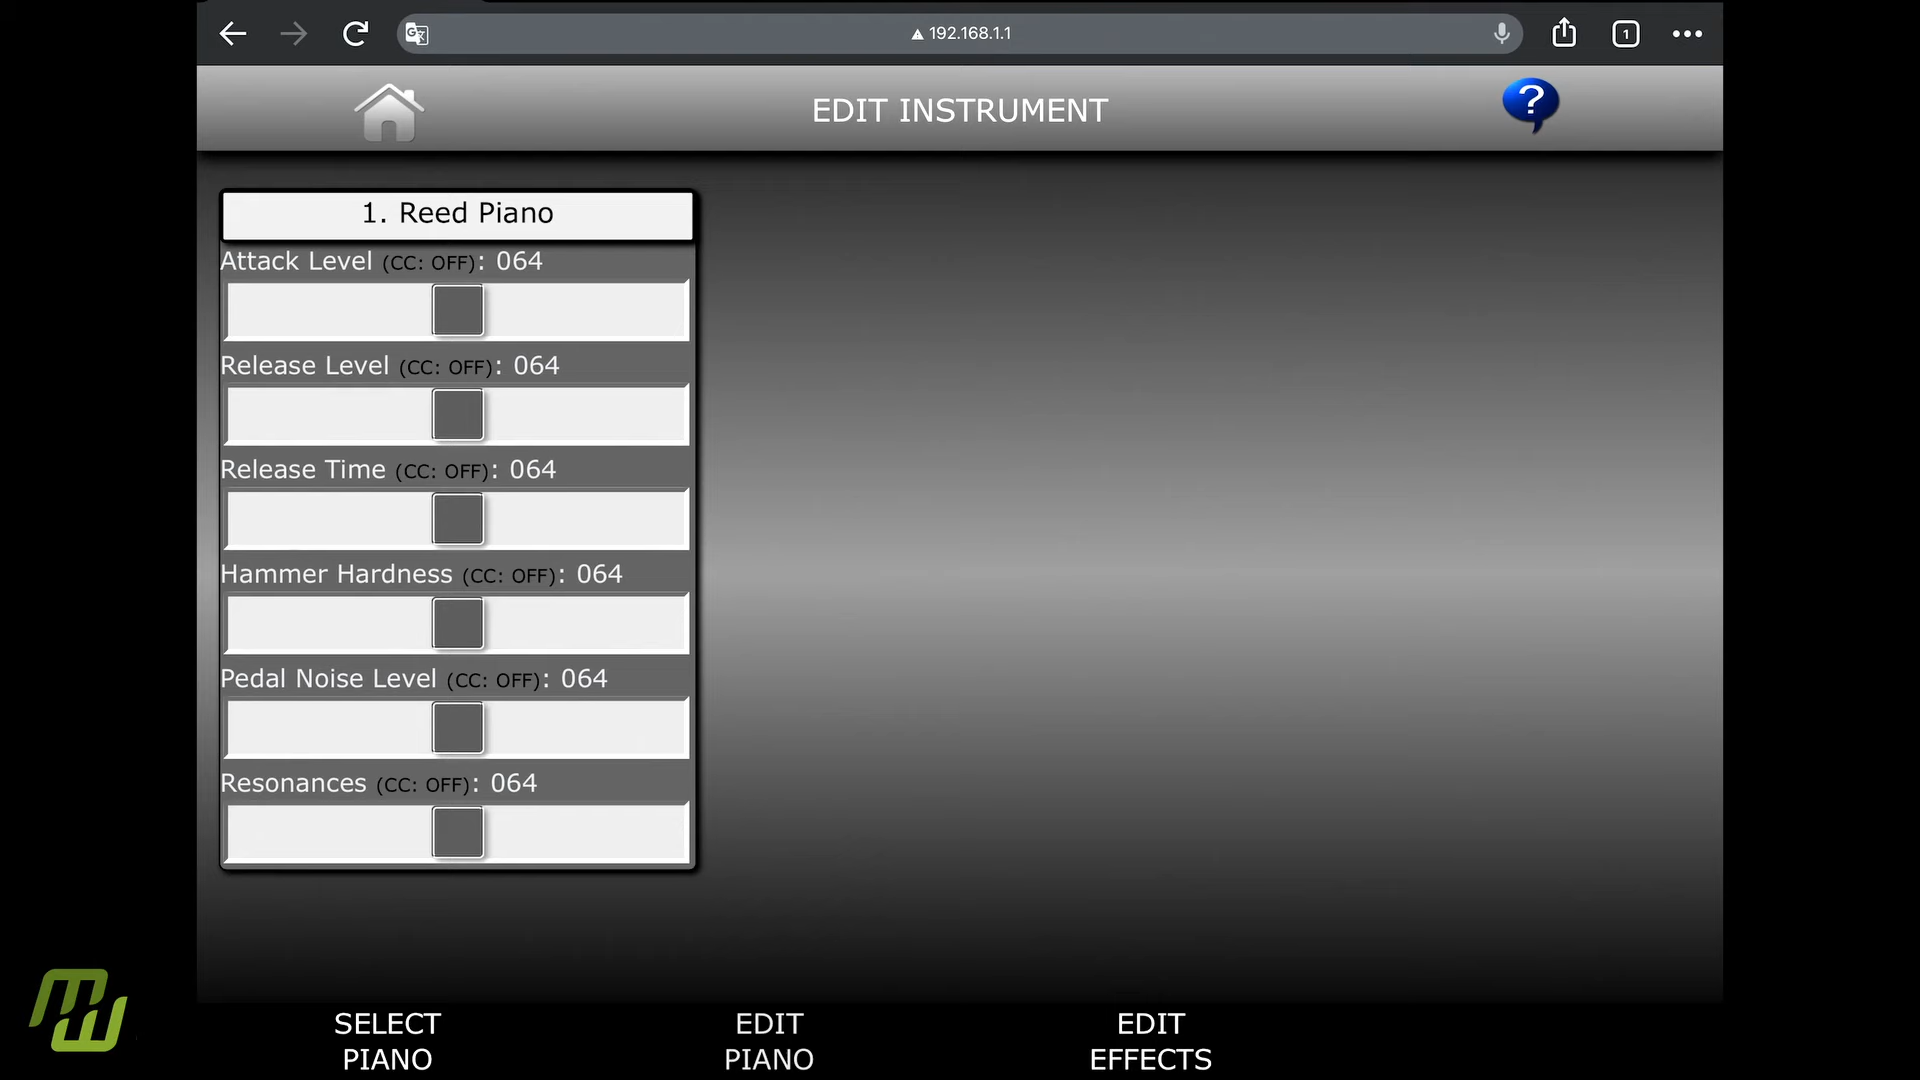 192.168.1.1
1
EDIT INSTRUMENT
?
1. Reed Piano
Attack Level (CC: OFF): 064
Release Level (CC: OFF): 064
Release Time (CC: OFF): 064
Hammer Hardness (CC: OFF): 064
Pedal Noise Level (CC: OFF): 064
Resonances (CC: OFF): 064
SELECT
PIANO
EDIT
PIANO
EDIT
EFFECTS